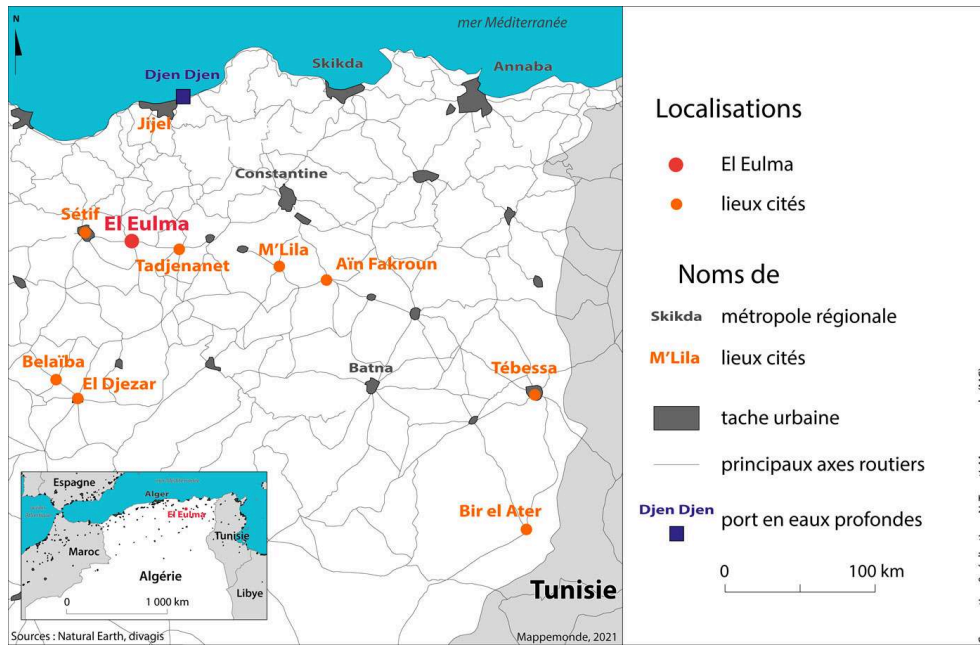 N
mer Méditerranée
Djen Djen
Skikda
Annaba
Jijel
Constantine
Sétif
El Eulma
Tadjenanet
M'Lila
Aïn Fakroun
Belaïba
El Djezar
Batna
Tébessa
Bir el Ater
Tunisie
Espagne
Alger
El Eulma
Maroc
Tunisie
Algérie
Libye
0 1 000 km
Sources : Natural Earth, divagis
Mappemonde, 2021
Localisations
El Eulma
lieux cités
Noms de
Skikda métropole régionale
M'Lila lieux cités
tache urbaine
principaux axes routiers
Djen Djen port en eaux profondes
0 100 km